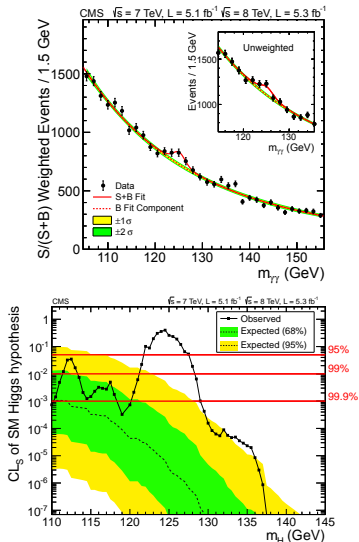 CMS √s = 7 TeV, L = 5.1 fb⁻¹ √s = 8 TeV, L = 5.3 fb⁻¹
S/(S+B) Weighted Events / 1.5 GeV
1500
1000
500
0
Data
S+B Fit
B Fit Component
±1σ
±2 σ
110 120 130 140 150
m_γγ (GeV)
Unweighted
Events / 1.5 GeV
1500
1000
120 130
m_γγ (GeV)
CMS √s = 7 TeV, L = 5.1 fb⁻¹ √s = 8 TeV, L = 5.3 fb⁻¹
CL_S of SM Higgs hypothesis
Observed
Expected (68%)
Expected (95%)
1
10⁻¹
10⁻²
10⁻³
10⁻⁴
10⁻⁵
10⁻⁶
10⁻⁷
95%
99%
99.9%
110 115 120 125 130 135 140 145
m_H (GeV)